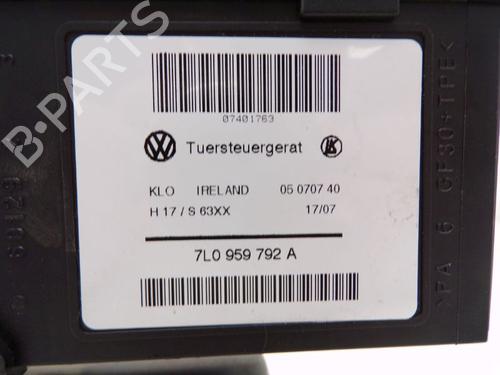 07401763
Tuersteuergerat
KLO IRELAND 05 0707 40
H 17 / S 63XX 17/07
7L0 959 792 A
>PA 6 GF30+TPE<
B-PARTS